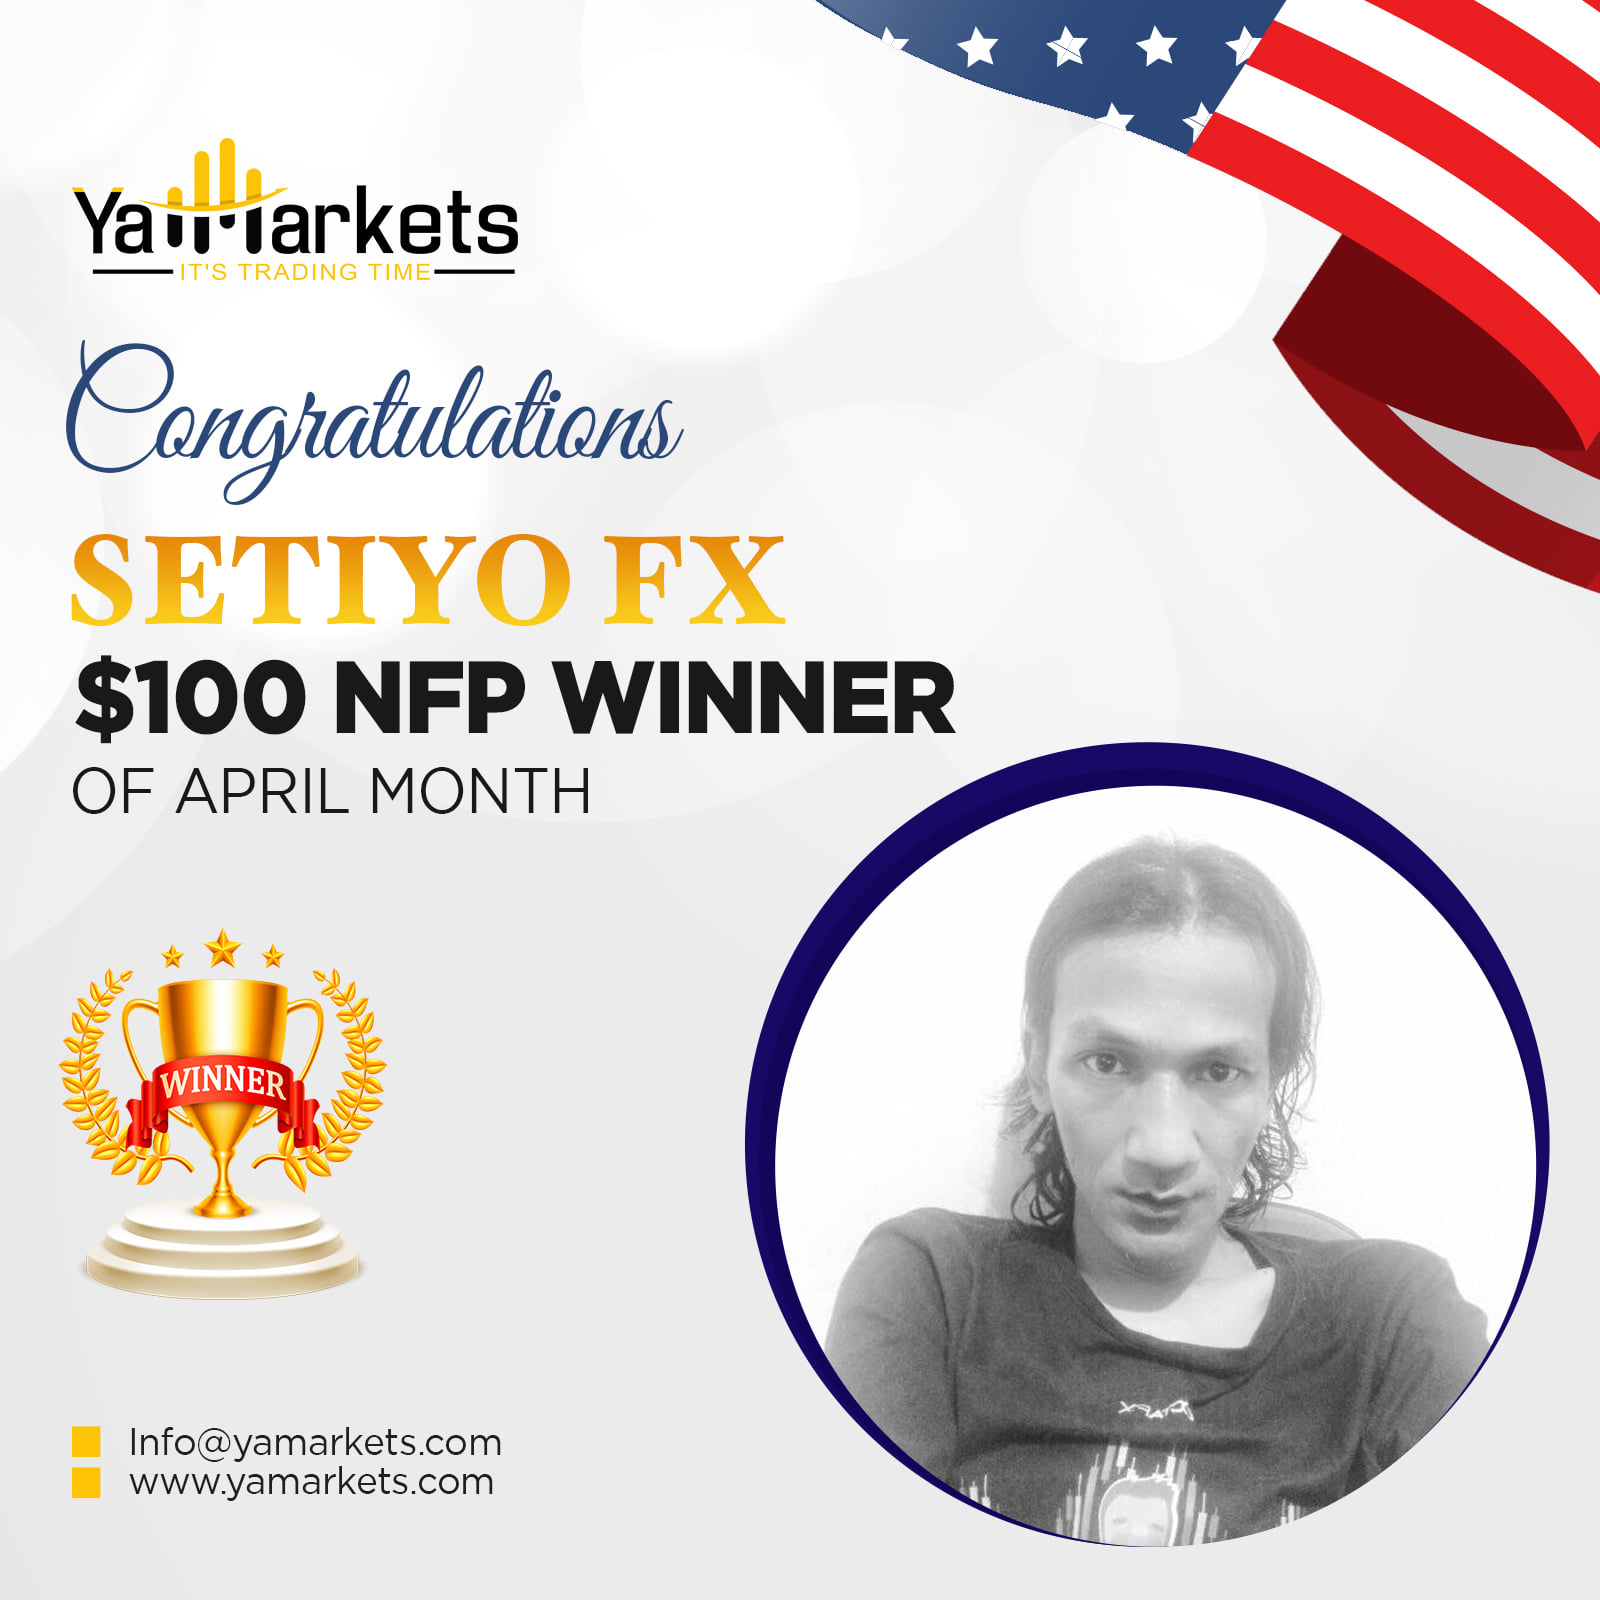 YaMarkets
IT'S TRADING TIME
Congratulations
SETIYO FX
$100 NFP WINNER
OF APRIL MONTH
WINNER
Info@yamarkets.com
www.yamarkets.com